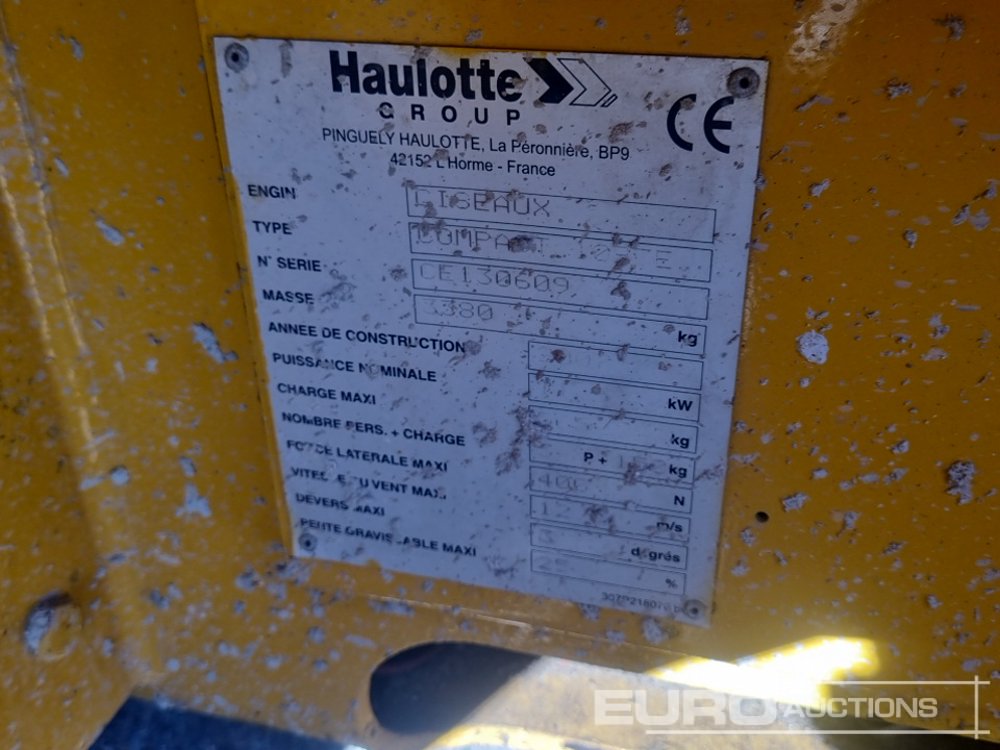 Haulotte
GROUP
CE
PINGUELY HAULOTTE, La Péronnière, BP9
42152 L'Horme - France
ENGIN CISEAUX
TYPE COMPACT
N° SERIE CE130609
MASSE 3380 kg
ANNEE DE CONSTRUCTION
PUISSANCE NOMINALE kW
CHARGE MAXI kg
NOMBRE PERS. + CHARGE P + kg
FORCE LATERALE MAXI 400 N
VITESSE DU VENT MAXI m/s
DEVERS MAXI degrés
PENTE GRAVISSABLE MAXI %
EURO AUCTIONS